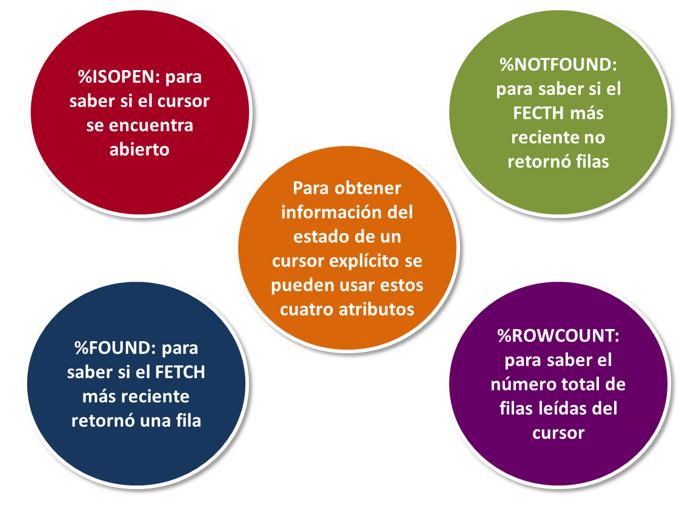 %ISOPEN: para
saber si el cursor
se encuentra
abierto
%NOTFOUND:
para saber si el
FECTH más
reciente no
retornó filas
Para obtener
información del
estado de un
cursor explícito se
pueden usar estos
cuatro atributos
%FOUND: para
saber si el FETCH
más reciente
retornó una fila
%ROWCOUNT:
para saber el
número total de
filas leídas del
cursor